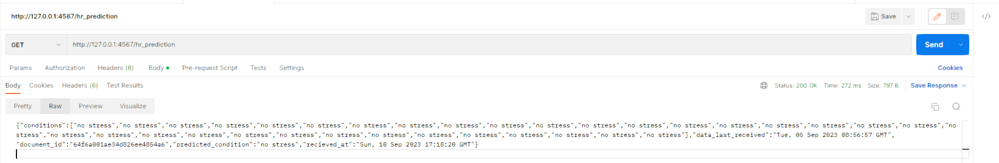 http://127.0.0.1:4567/hr_prediction
Save
</>
GET
http://127.0.0.1:4567/hr_prediction
Send
Params Authorization Headers (8) Body Pre-request Script Tests Settings Cookies
Body Cookies Headers (6) Test Results Status: 200 OK Time: 272 ms Size: 797 B Save Response
Pretty Raw Preview Visualize
{"conditions":["no stress","no stress","no stress","no stress","no stress","no stress","no stress","no stress","no stress","no stress","no stress","no stress","no stress","no stress","no stress","no stress","no stress","no stress","no stress","no
stress","no stress","no stress","no stress","no stress","no stress","no stress","no stress","no stress","no stress","no stress","no stress","no stress","no stress","no stress"],"data_last_received":"Tue, 05 Sep 2023 08:56:57 GMT",
"document_id":"64f6a001ae34d826ee4854a6","predicted_condition":"no stress","recieved_at":"Sun, 10 Sep 2023 17:18:20 GMT"}